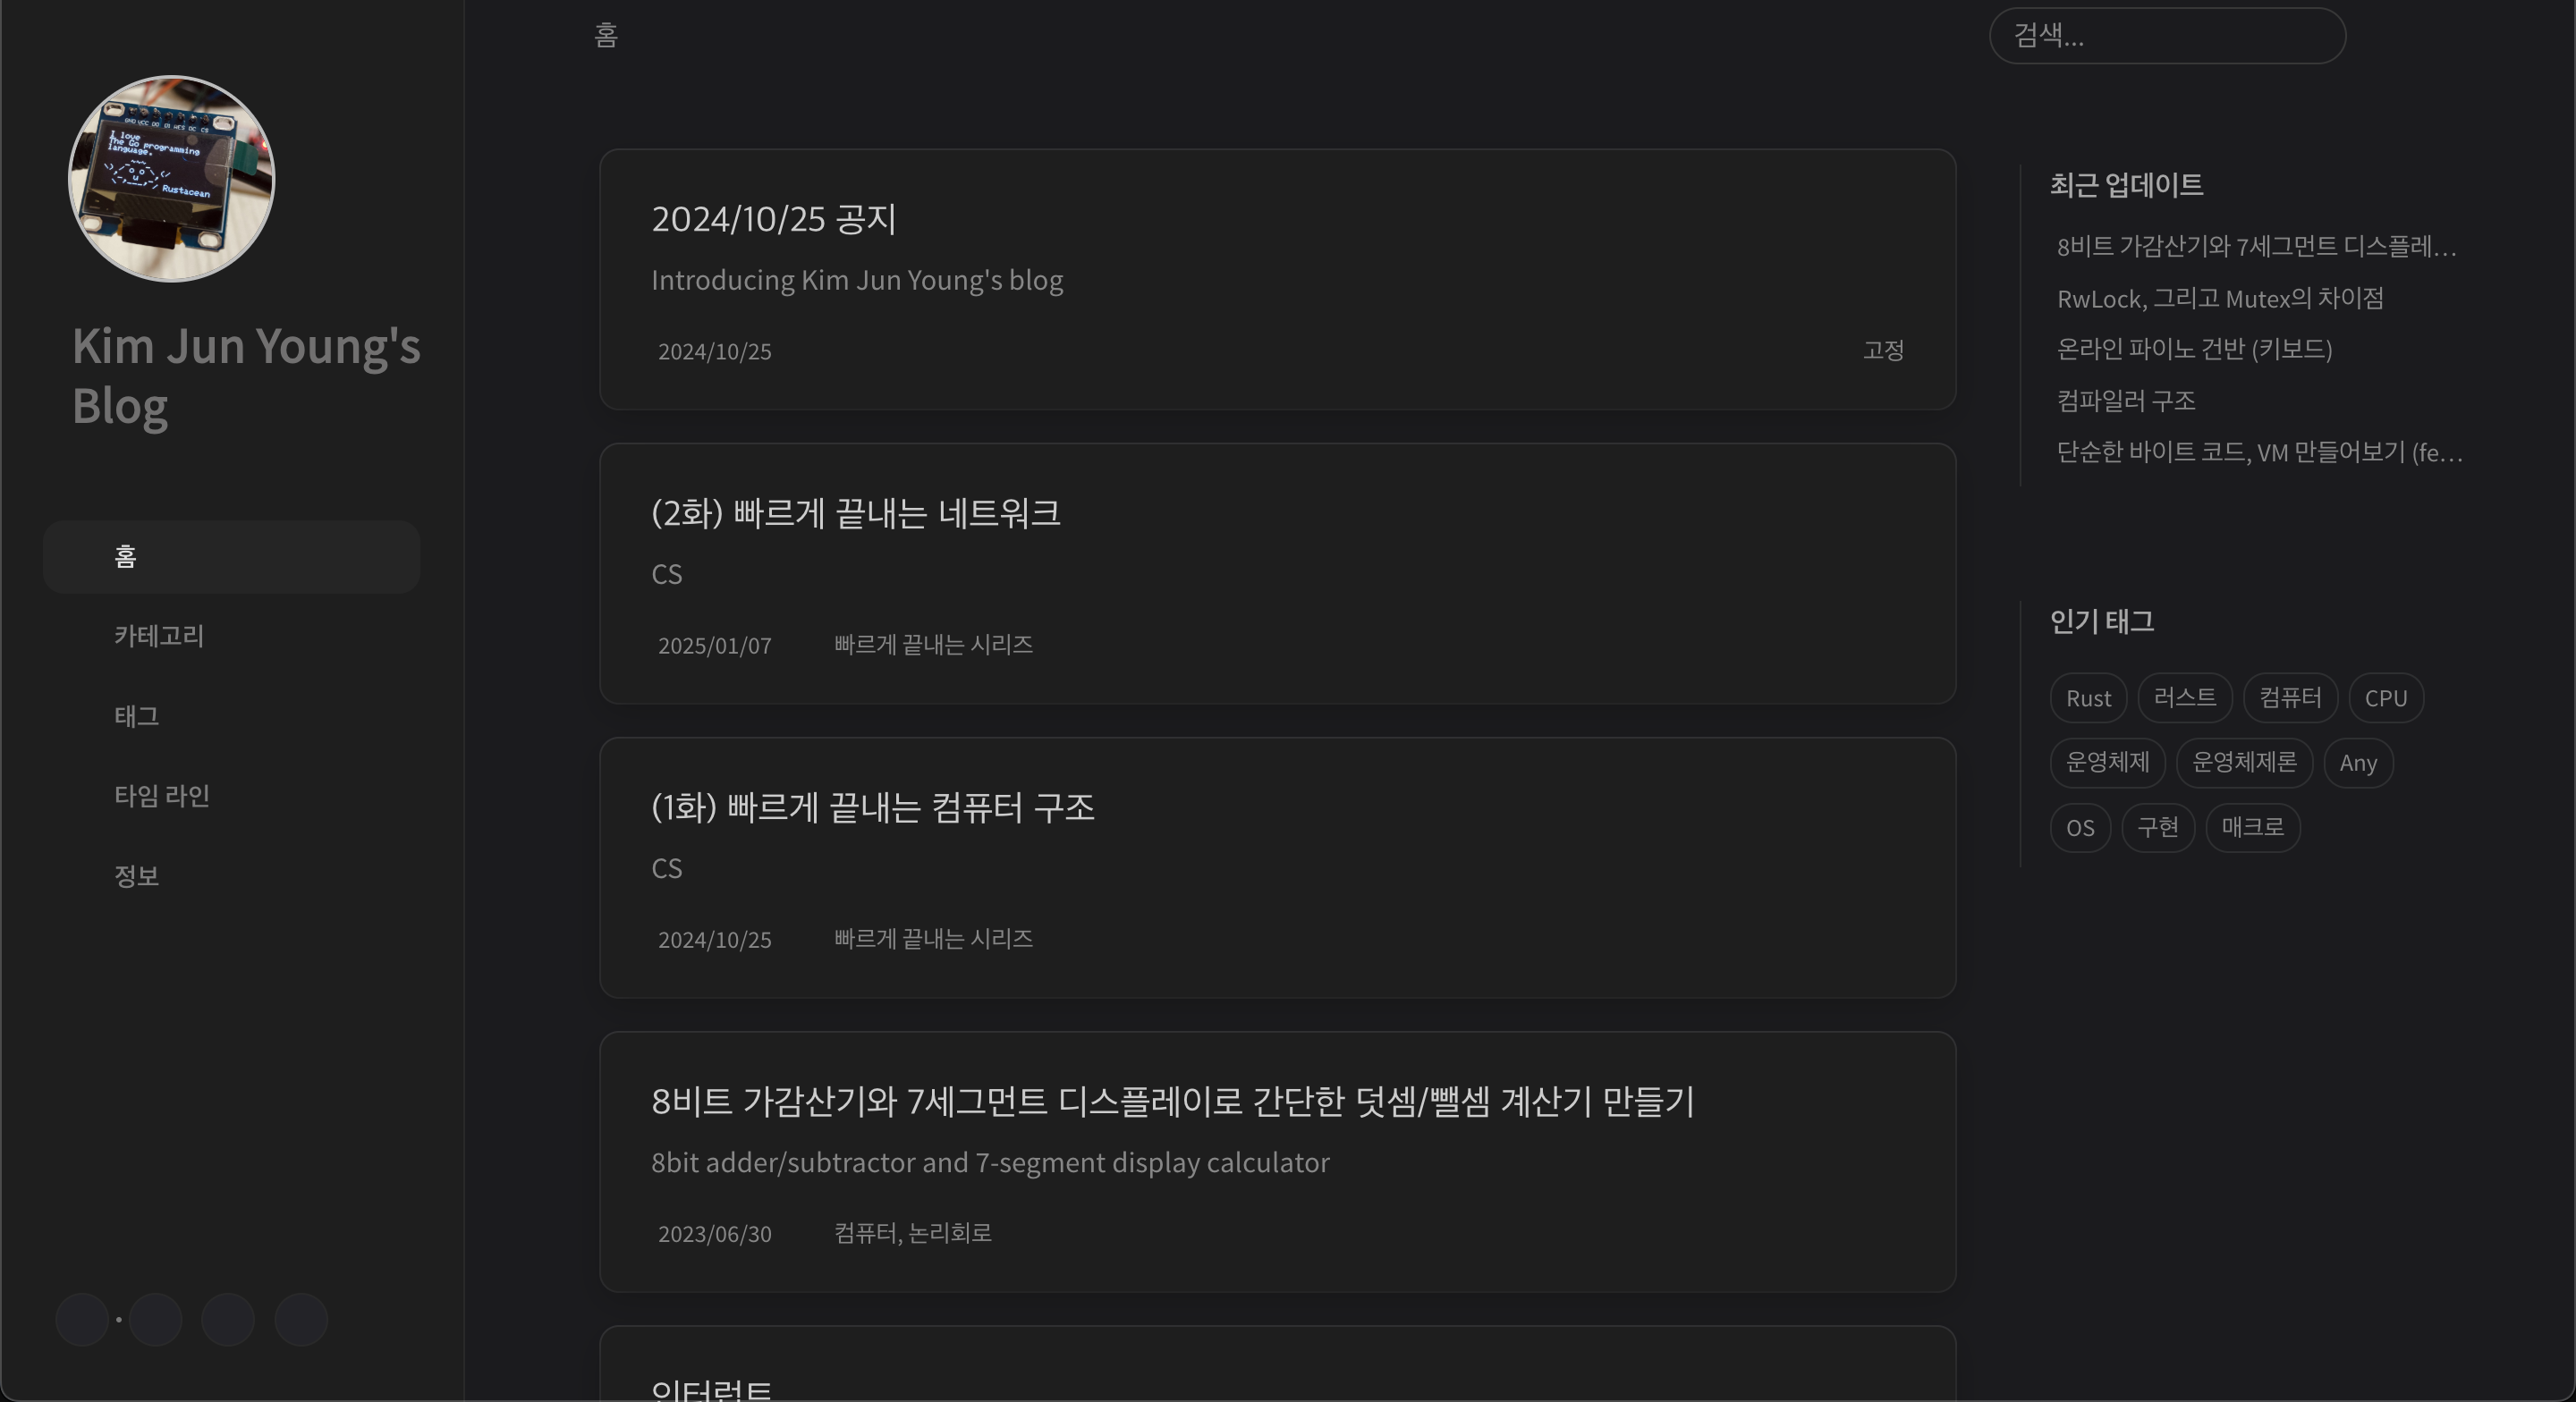 GND VCC D0 D1 RES DC CS
I love
The Go programming
language.
Rustacean
Kim Jun Young's
Blog
홈
카테고리
태그
타임 라인
정보
홈
2024/10/25 공지
Introducing Kim Jun Young's blog
2024/10/25
고정
(2화) 빠르게 끝내는 네트워크
CS
2025/01/07 빠르게 끝내는 시리즈
(1화) 빠르게 끝내는 컴퓨터 구조
CS
2024/10/25 빠르게 끝내는 시리즈
8비트 가감산기와 7세그먼트 디스플레이로 간단한 덧셈/뺄셈 계산기 만들기
8bit adder/subtractor and 7-segment display calculator
2023/06/30 컴퓨터, 논리회로
인터럽트
검색...
최근 업데이트
8비트 가감산기와 7세그먼트 디스플레...
RwLock, 그리고 Mutex의 차이점
온라인 파이노 건반 (키보드)
컴파일러 구조
단순한 바이트 코드, VM 만들어보기 (fe...
인기 태그
Rust 러스트 컴퓨터 CPU
운영체제 운영체제론 Any
OS 구현 매크로